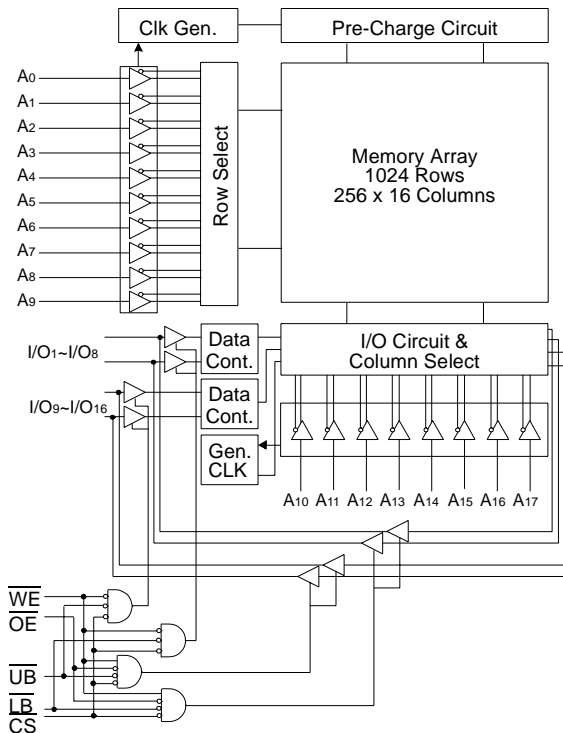 Clk Gen.
Pre-Charge Circuit
A0
A1
A2
A3
A4
A5
A6
A7
A8
A9
Row Select
Memory Array
1024 Rows
256 x 16 Columns
I/O1~I/O8
Data
Cont.
I/O Circuit &
Column Select
I/O9~I/O16
Data
Cont.
Gen.
CLK
A10 A11 A12 A13 A14 A15 A16 A17
WE
OE
UB
LB
CS